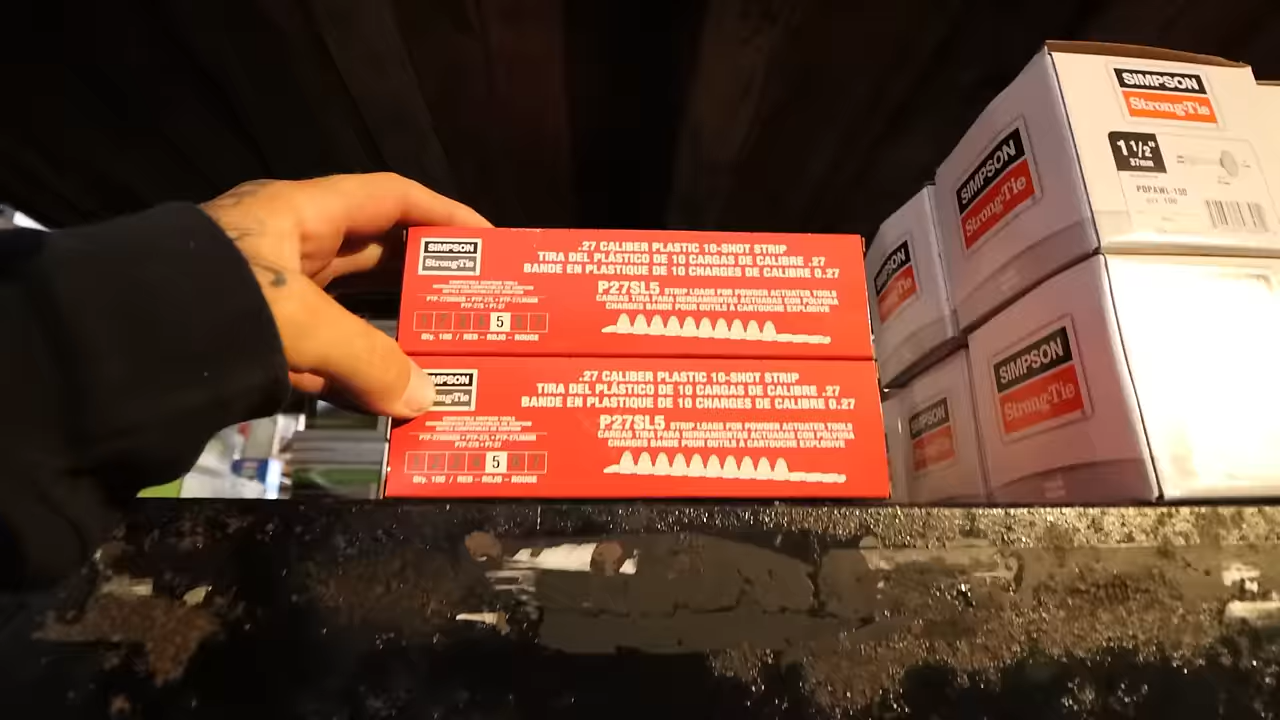 SIMPSON
Strong-Tie
.27 CALIBER PLASTIC 10-SHOT STRIP
TIRA DEL PLÁSTICO DE 10 CARGAS DE CALIBRE .27
BANDE EN PLASTIQUE DE 10 CHARGES DE CALIBRE 0.27
P27SL5 STRIP LOADS FOR POWDER ACTUATED TOOLS
CARGAS TIRA PARA HERRAMIENTAS ACTUADAS CON PÓLVORA
CHARGES BANDE POUR OUTILS À CARTOUCHE EXPLOSIVE
5
Qty. 100 / RED - ROJO - ROUGE
SIMPSON
ong-Tie
.27 CALIBER PLASTIC 10-SHOT STRIP
TIRA DEL PLÁSTICO DE 10 CARGAS DE CALIBRE .27
BANDE EN PLASTIQUE DE 10 CHARGES DE CALIBRE 0.27
P27SL5 STRIP LOADS FOR POWDER ACTUATED TOOLS
CARGAS TIRA PARA HERRAMIENTAS ACTUADAS CON PÓLVORA
CHARGES BANDE POUR OUTILS À CARTOUCHE EXPLOSIVE
5
Qty. 100 / RED - ROJO - ROUGE
SIMPSON
Strong-Tie
1 1/2"
37mm
PDPAWL-150
QTY. 100
SIMPSON
Strong-Tie
SIMPSON
Strong-Tie
SIMPSON
Strong-Tie
SIMPSON
Strong-Tie